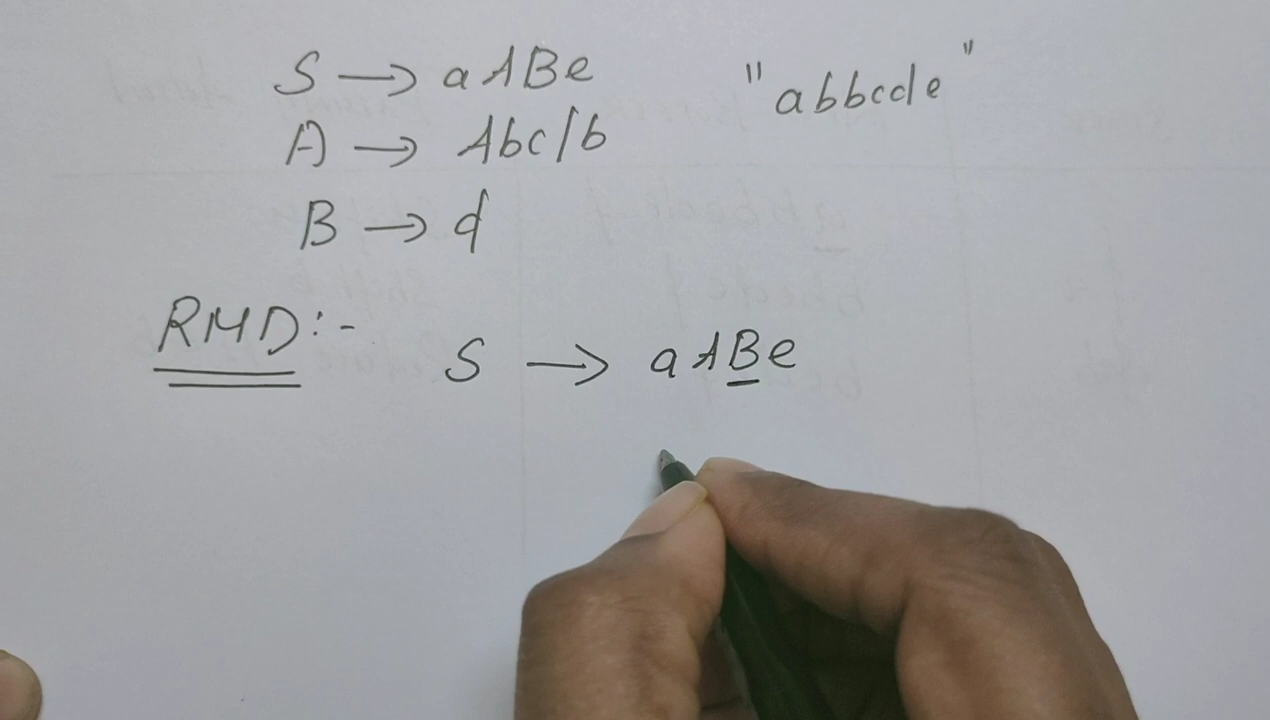 S → aABe "abbcde"
A → Abc/b
B → d
RMD:-
S → aABe